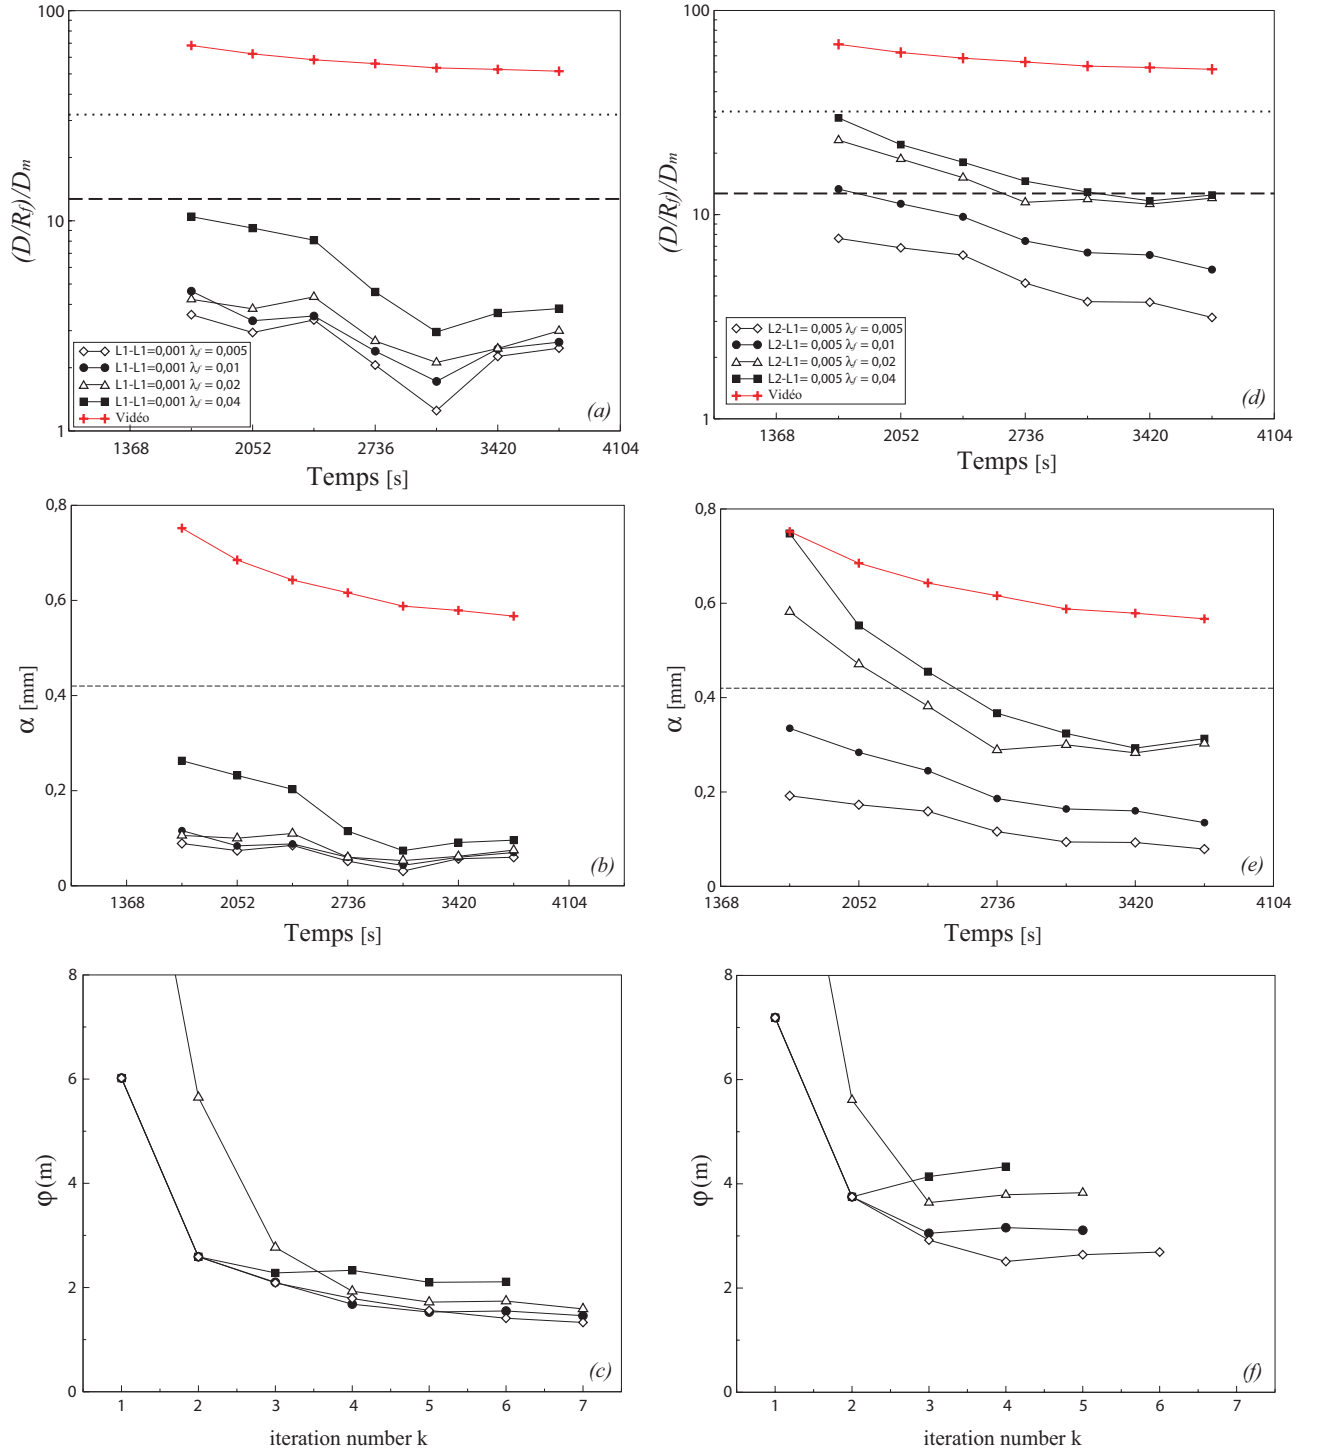 100
10
1
(D/Rf)/Dm
L1-L1=0,001 λf = 0,005
L1-L1=0,001 λf = 0,01
L1-L1=0,001 λf = 0,02
L1-L1=0,001 λf = 0,04
Vidéo
(a)
1368 2052 2736 3420 4104
Temps [s]
100
10
1
(D/Rf)/Dm
L2-L1= 0,005 λf = 0,005
L2-L1= 0,005 λf = 0,01
L2-L1= 0,005 λf = 0,02
L2-L1= 0,005 λf = 0,04
Vidéo
(d)
1368 2052 2736 3420 4104
Temps [s]
0,8
0,6
0,4
0,2
0
α [mm]
(b)
1368 2052 2736 3420 4104
Temps [s]
0,8
0,6
0,4
0,2
0
α [mm]
(e)
1368 2052 2736 3420 4104
Temps [s]
8
6
4
2
0
φ(m)
(c)
1 2 3 4 5 6 7
iteration number k
8
6
4
2
0
φ(m)
(f)
1 2 3 4 5 6 7
iteration number k